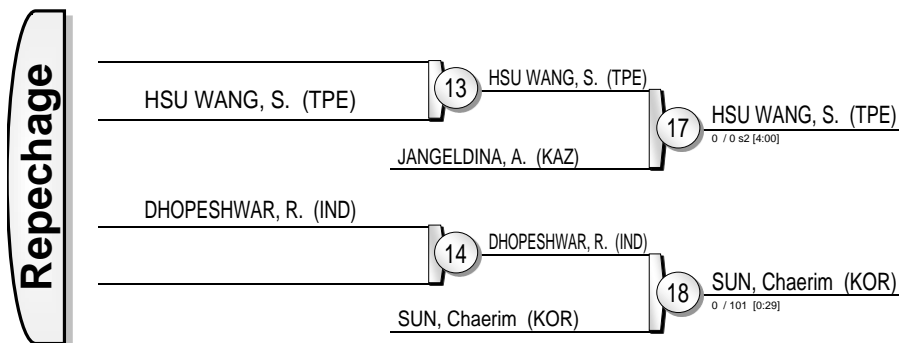 Repechage
HSU WANG, S. (TPE)
13
HSU WANG, S. (TPE)
17
HSU WANG, S. (TPE)
0 / 0 s2 [4:00]
JANGELDINA, A. (KAZ)
DHOPESHWAR, R. (IND)
14
DHOPESHWAR, R. (IND)
18
SUN, Chaerim (KOR)
0 / 101 [0:29]
SUN, Chaerim (KOR)